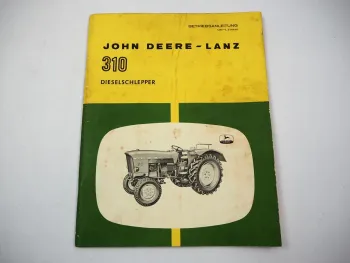 BETRIEBSANLEITUNG
JOHN DEERE - LANZ
310
DIESELSCHLEPPER